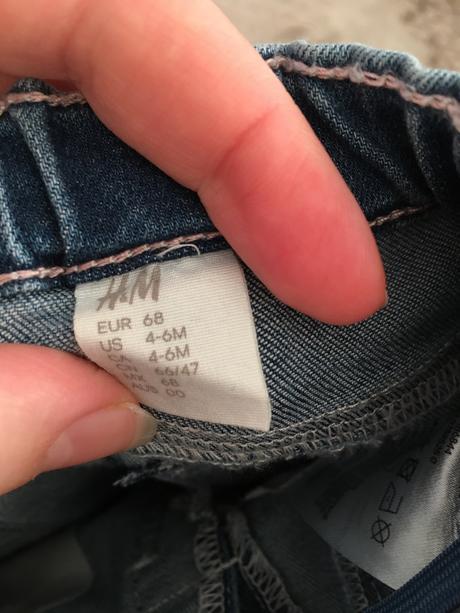 H&M
EUR 68
US 4-6M
CA 4-6M
CN 66/47
MX 68
AUS 00